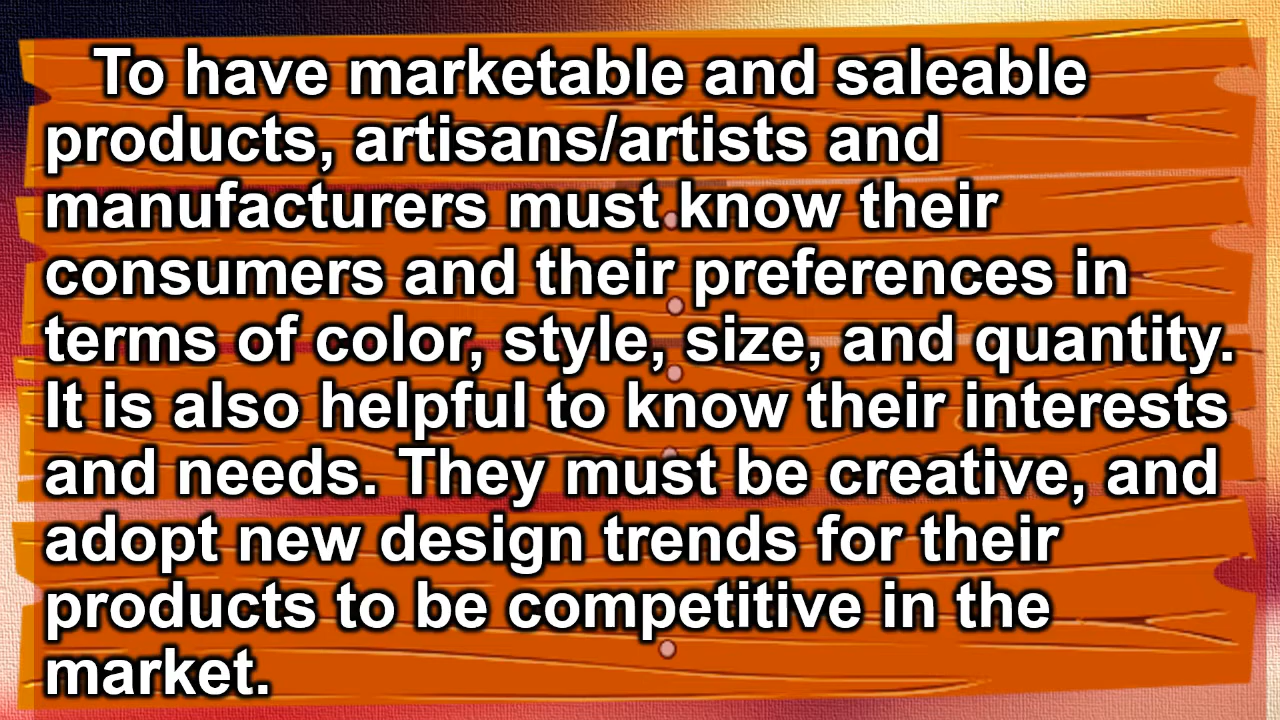 To have marketable and saleable
products, artisans/artists and
manufacturers must know their
consumers and their preferences in
terms of color, style, size, and quantity.
It is also helpful to know their interests
and needs. They must be creative, and
adopt new design trends for their
products to be competitive in the
market.